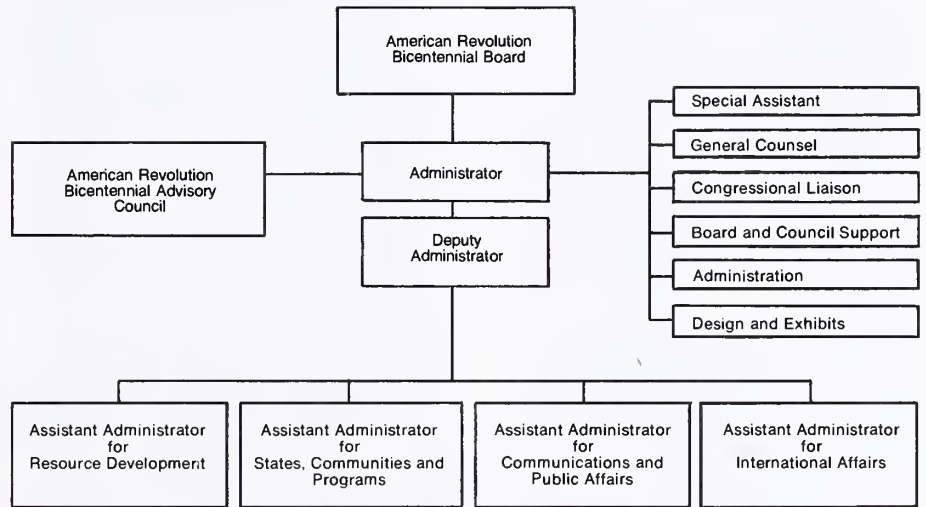 American Revolution
Bicentennial Board
Special Assistant
General Counsel
American Revolution
Bicentennial Advisory
Council
Administrator
Congressional Liaison
Deputy
Administrator
Board and Council Support
Administration
Design and Exhibits
Assistant Administrator
for
Resource Development
Assistant Administrator
for
States, Communities and
Programs
Assistant Administrator
for
Communications and
Public Affairs
Assistant Administrator
for
International Affairs